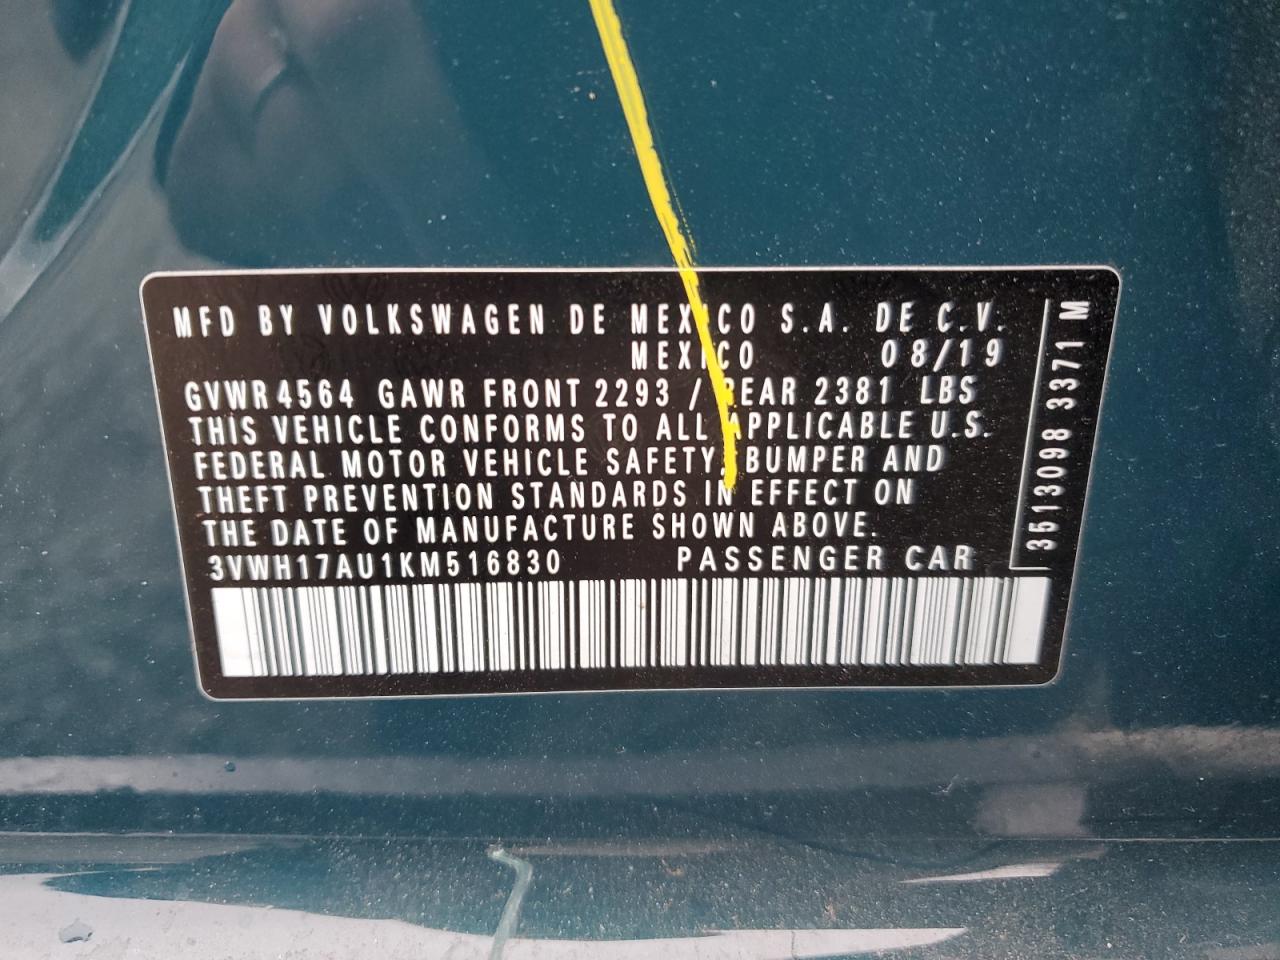 MFD BY VOLKSWAGEN DE MEXICO S.A. DE C.V.
MEXICO 08/19
GVWR 4564 GAWR FRONT 2293 / REAR 2381 LBS
THIS VEHICLE CONFORMS TO ALL APPLICABLE U.S.
FEDERAL MOTOR VEHICLE SAFETY, BUMPER AND
THEFT PREVENTION STANDARDS IN EFFECT ON
THE DATE OF MANUFACTURE SHOWN ABOVE.
3VWH17AU1KM516830 PASSENGER CAR
3513098 3371 M